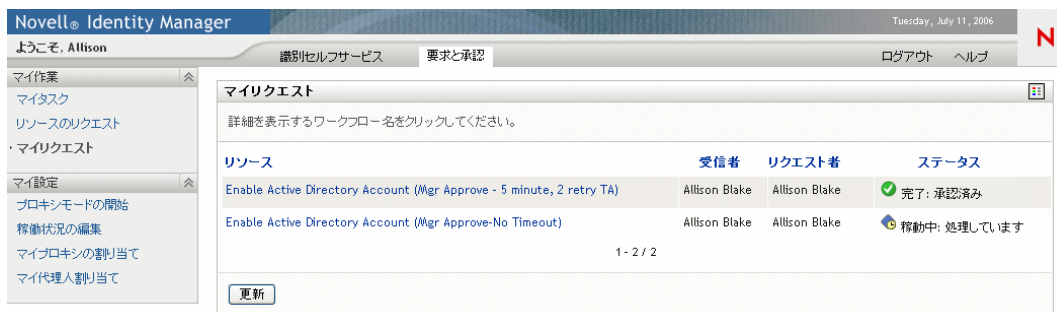 Novell® Identity Manager
Tuesday, July 11, 2006
N
ようこそ, Allison
識別セルフサービス
要求と承認
ログアウト
ヘルプ
マイ作業
マイタスク
リソースのリクエスト
マイリクエスト
マイ設定
プロキシモードの開始
稼働状況の編集
マイプロキシの割り当て
マイ代理人割り当て
マイリクエスト
詳細を表示するワークフロー名をクリックしてください。
リソース 受信者 リクエスト者 ステータス
Enable Active Directory Account (Mgr Approve - 5 minute, 2 retry TA) Allison Blake Allison Blake 完了: 承認済み
Enable Active Directory Account (Mgr Approve-No Timeout) Allison Blake Allison Blake 稼動中: 処理しています
1 - 2 / 2
更新